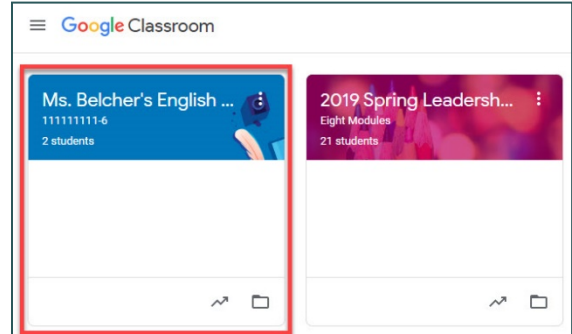 Google Classroom
Ms. Belcher's English ...
111111111-6
2 students
2019 Spring Leadersh...
Eight Modules
21 students